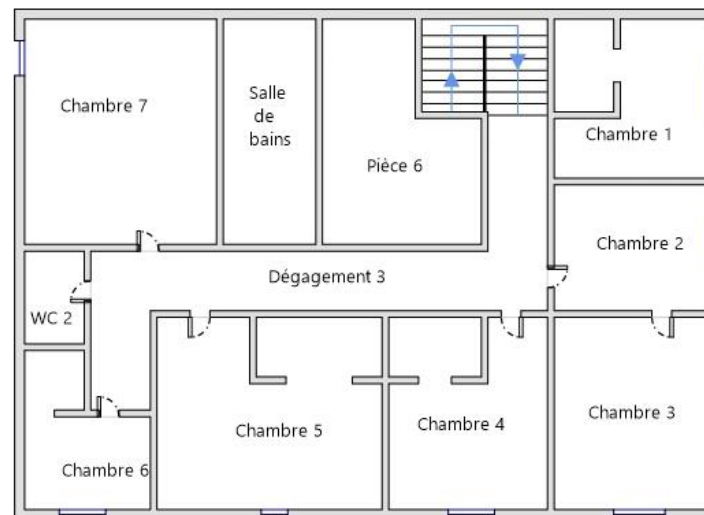 Chambre 7
Salle
de
bains
Pièce 6
Chambre 1
Chambre 2
Dégagement 3
WC 2
Chambre 6
Chambre 5
Chambre 4
Chambre 3